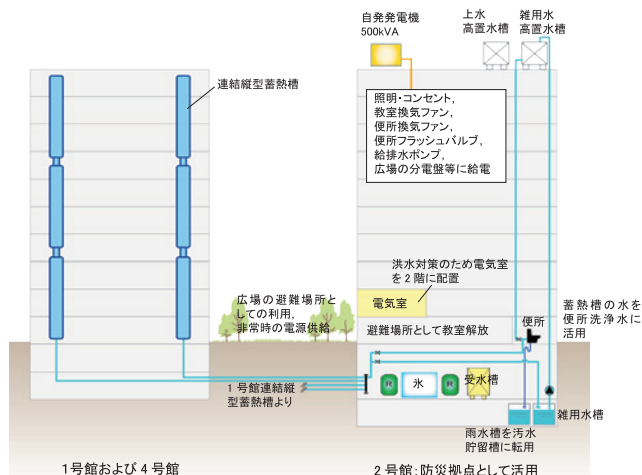 自発発電機
500kVA
上水
高置水槽
雑用水
高置水槽
連結縦型蓄熱槽
照明・コンセント,
教室換気ファン,
便所換気ファン,
便所フラッシュバルブ,
給排水ポンプ,
広場の分電盤等に給電
洪水対策のため電気室
を2階に配置
電気室
広場の避難場所と
しての利用,
非常時の電源供給
避難場所として教室解放
便所
蓄熱槽の水を
便所洗浄水に
活用
1号館連結縦
型蓄熱槽より
R
氷
R
受水槽
雨水槽を汚水
貯留槽に転用
雑用水槽
1号館および4号館
2号館:防災拠点として活用